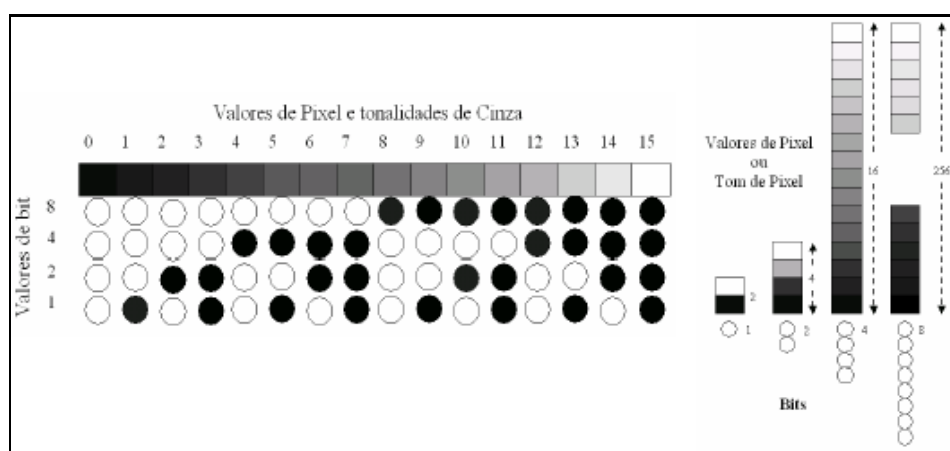 Valores de Pixel e tonalidades de Cinza
0 1 2 3 4 5 6 7 8 9 10 11 12 13 14 15
Valores de bit
8
4
2
1
Valores de Pixel
ou
Tom de Pixel
2
4
16
256
1
2
4
8
Bits